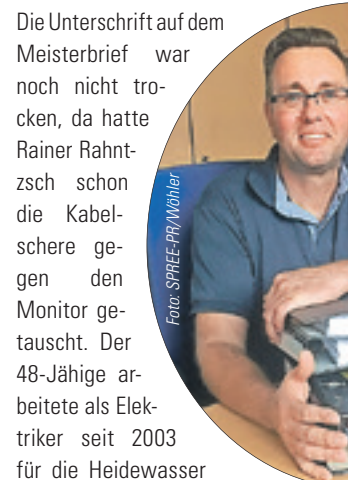 Die Unterschrift auf dem
Meisterbrief war
noch nicht tro-
cken, da hatte
Rainer Rahnt-
zsch schon
die Kabel-
schere ge-
gen den
Monitor ge-
tauscht. Der
48-Jähige ar-
beitete als Elek-
triker seit 2003
für die Heidewasser
Foto: SPREE-PR/Wöhler